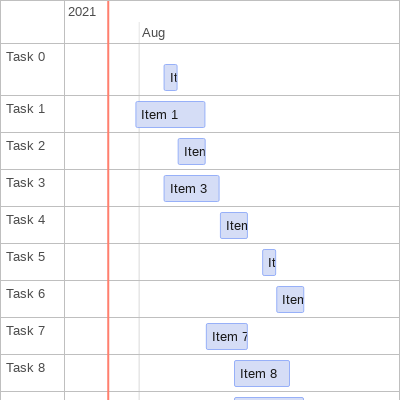 2021
Aug
Task 0
It
Task 1
Item 1
Task 2
Item
Task 3
Item 3
Task 4
Item
Task 5
It
Task 6
Item
Task 7
Item 7
Task 8
Item 8